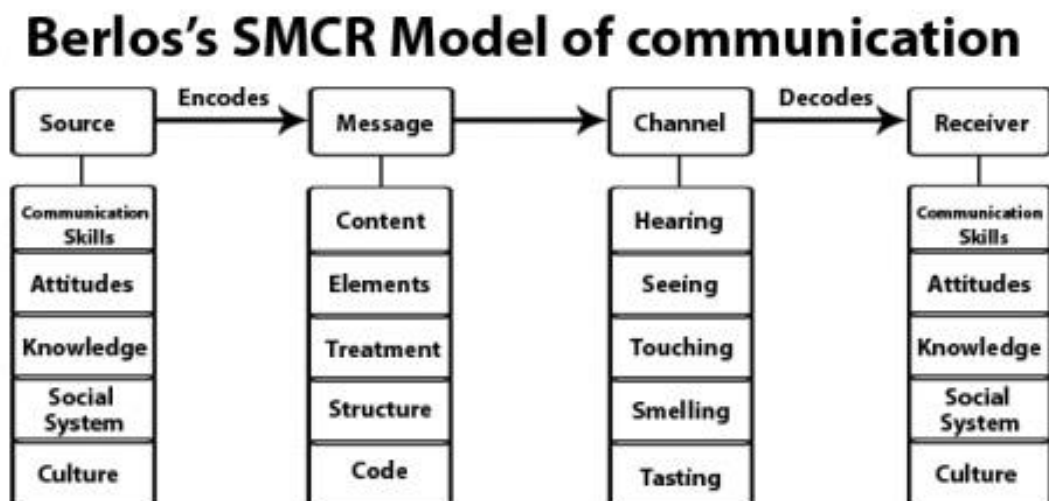 Berlos's SMCR Model of communication
Source
Encodes
Message
Channel
Decodes
Receiver
Communication
Skills
Attitudes
Knowledge
Social
System
Culture
Content
Elements
Treatment
Structure
Code
Hearing
Seeing
Touching
Smelling
Tasting
Communication
Skills
Attitudes
Knowledge
Social
System
Culture